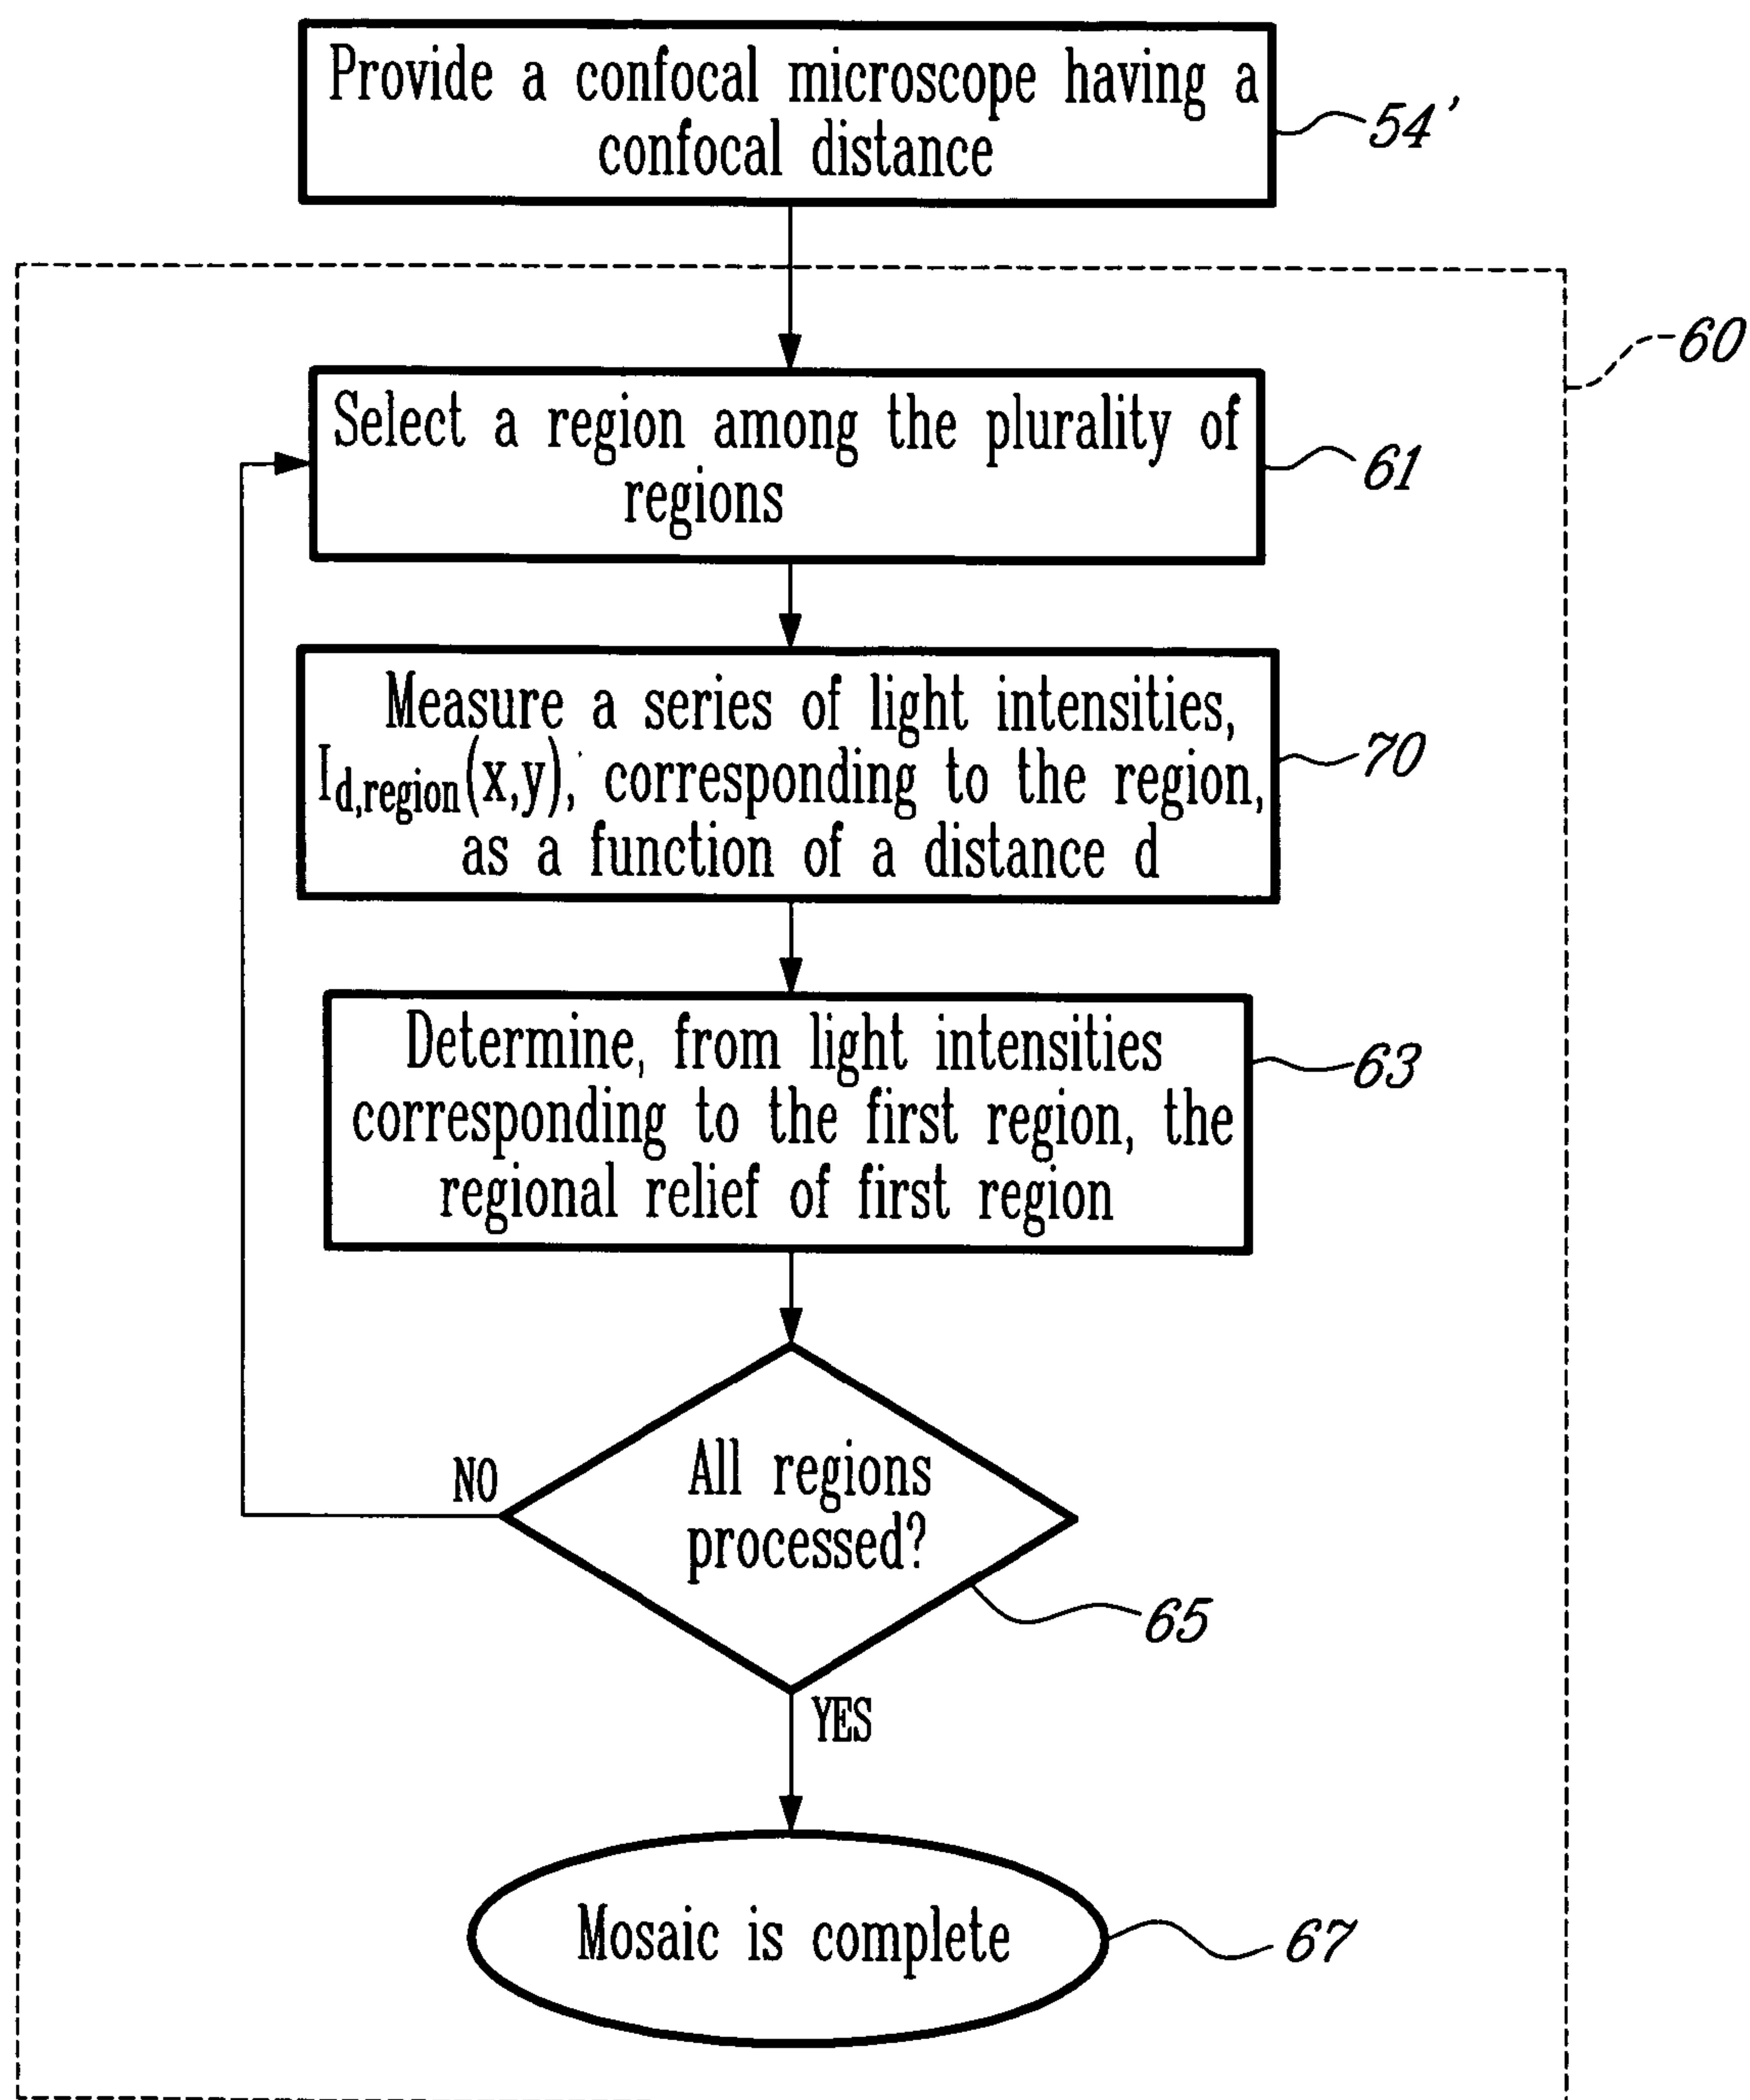 Provide a confocal microscope having a
confocal distance
54'
60
Select a region among the plurality of
regions
61
Measure a series of light intensities,
I_d,region(x,y), corresponding to the region,
as a function of a distance d
70
Determine, from light intensities
corresponding to the first region, the
regional relief of first region
63
NO
All regions
processed?
65
YES
Mosaic is complete
67